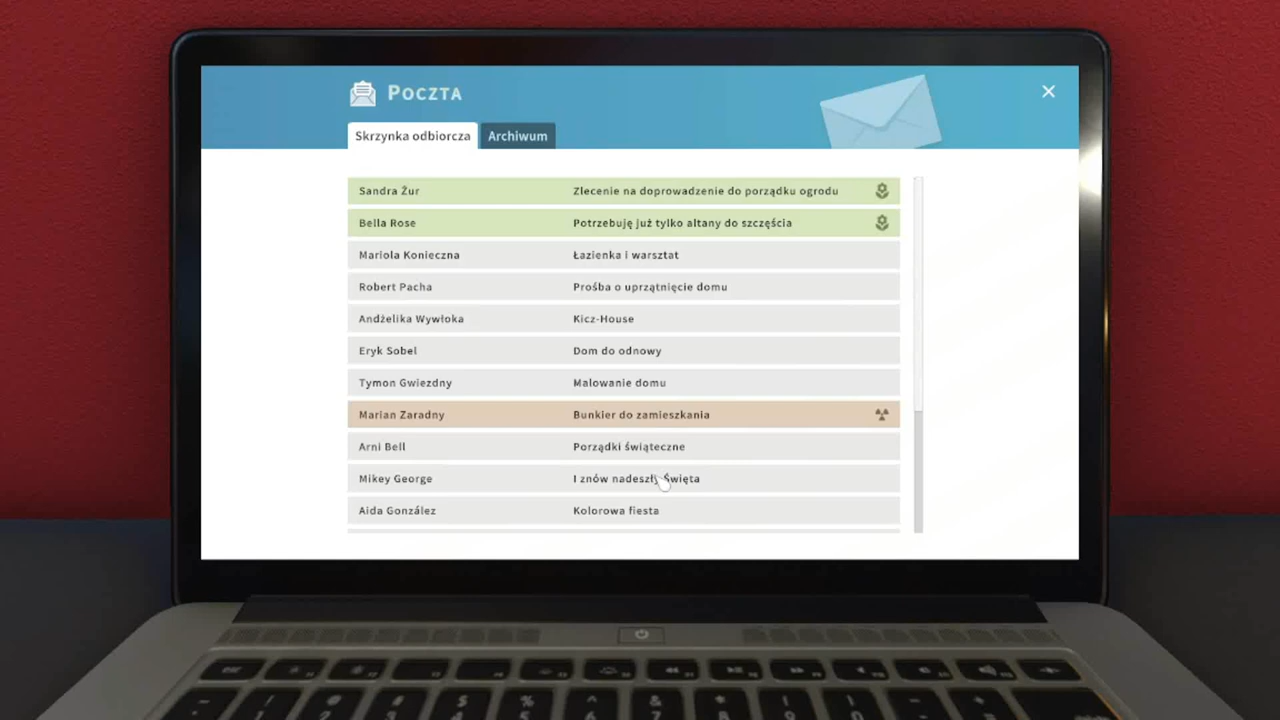 Poczta
Skrzynka odbiorcza Archiwum
Sandra Żur Zlecenie na doprowadzenie do porządku ogrodu
Bella Rose Potrzebuję już tylko altany do szczęścia
Mariola Konieczna Łazienka i warsztat
Robert Pacha Prośba o uprzątnięcie domu
Andżelika Wywłoka Kicz-House
Eryk Sobel Dom do odnowy
Tymon Gwiezdny Malowanie domu
Marian Zaradny Bunkier do zamieszkania
Arni Bell Porządki świąteczne
Mikey George I znów nadeszły Święta
Aida González Kolorowa fiesta